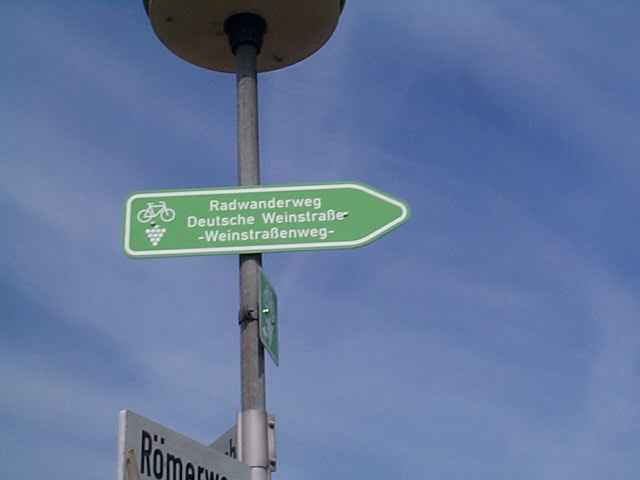 Radwanderweg
Deutsche Weinstraße
-Weinstraßenweg-